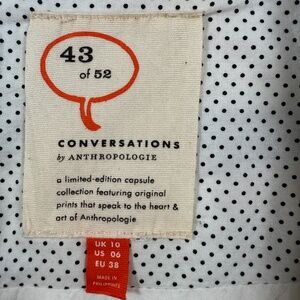 43
of 52
CONVERSATIONS
by ANTHROPOLOGIE
a limited-edition capsule
collection featuring original
prints that speak to the heart &
art of Anthropologie
UK 10
US 06
EU 38
MADE IN
PHILIPPINES